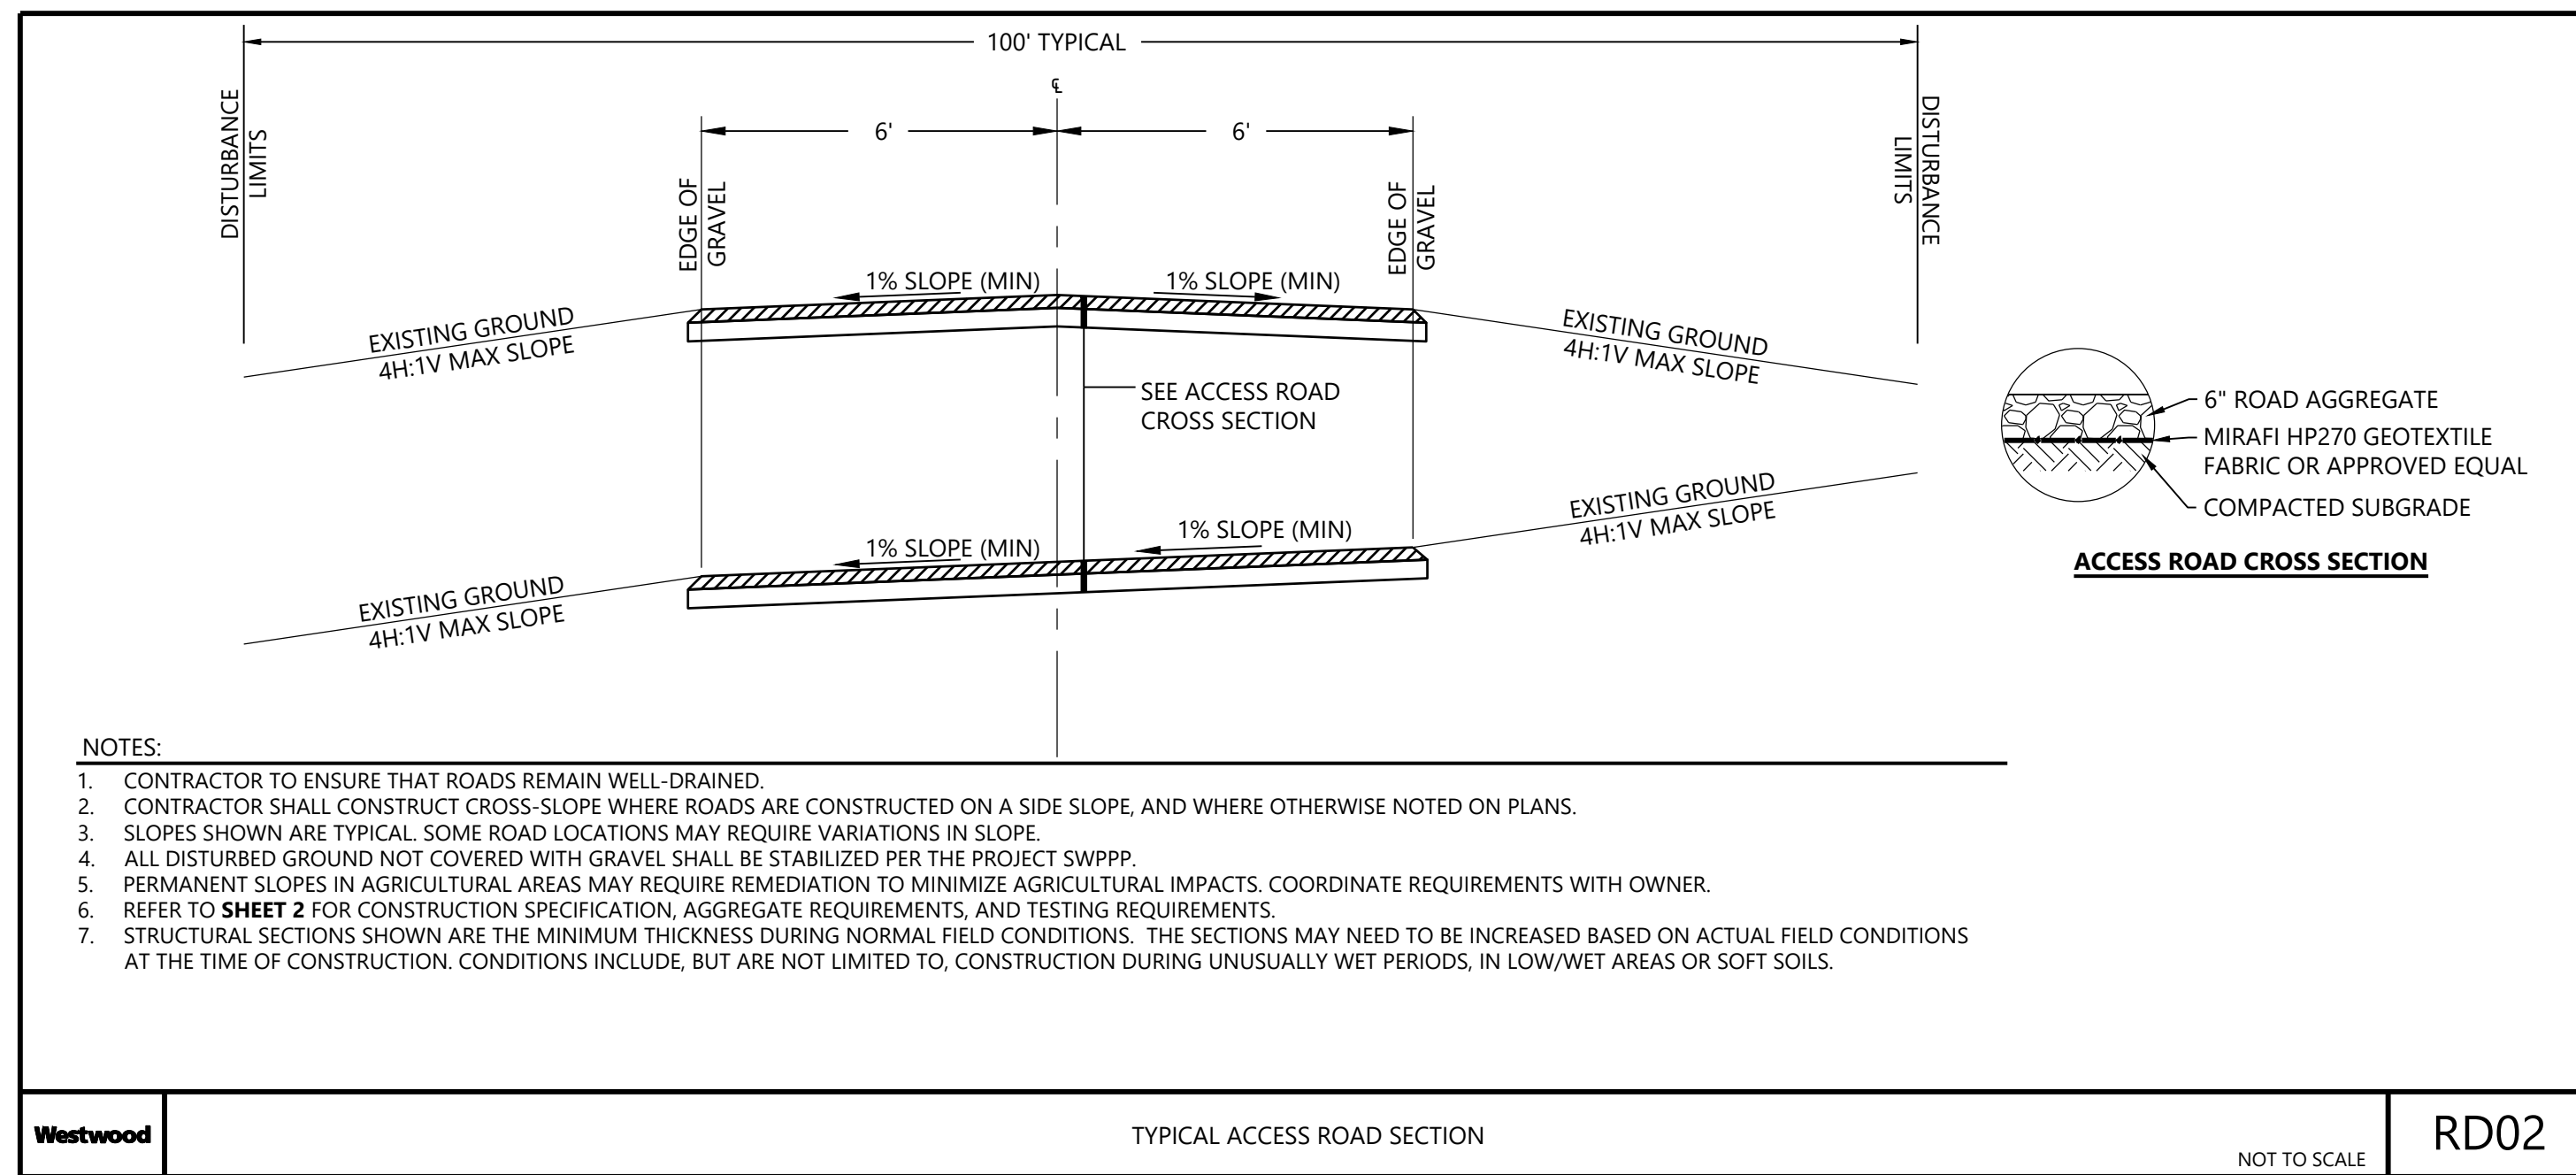 100' TYPICAL
℄
6'
6'
DISTURBANCE
LIMITS
DISTURBANCE
LIMITS
EDGE OF
GRAVEL
EDGE OF
GRAVEL
1% SLOPE (MIN)
1% SLOPE (MIN)
EXISTING GROUND
4H:1V MAX SLOPE
EXISTING GROUND
4H:1V MAX SLOPE
SEE ACCESS ROAD
CROSS SECTION
6" ROAD AGGREGATE
MIRAFI HP270 GEOTEXTILE
FABRIC OR APPROVED EQUAL
COMPACTED SUBGRADE
ACCESS ROAD CROSS SECTION
1% SLOPE (MIN)
1% SLOPE (MIN)
EXISTING GROUND
4H:1V MAX SLOPE
EXISTING GROUND
4H:1V MAX SLOPE
NOTES:
1. CONTRACTOR TO ENSURE THAT ROADS REMAIN WELL-DRAINED.
2. CONTRACTOR SHALL CONSTRUCT CROSS-SLOPE WHERE ROADS ARE CONSTRUCTED ON A SIDE SLOPE, AND WHERE OTHERWISE NOTED ON PLANS.
3. SLOPES SHOWN ARE TYPICAL. SOME ROAD LOCATIONS MAY REQUIRE VARIATIONS IN SLOPE.
4. ALL DISTURBED GROUND NOT COVERED WITH GRAVEL SHALL BE STABILIZED PER THE PROJECT SWPPP.
5. PERMANENT SLOPES IN AGRICULTURAL AREAS MAY REQUIRE REMEDIATION TO MINIMIZE AGRICULTURAL IMPACTS. COORDINATE REQUIREMENTS WITH OWNER.
6. REFER TO SHEET 2 FOR CONSTRUCTION SPECIFICATION, AGGREGATE REQUIREMENTS, AND TESTING REQUIREMENTS.
7. STRUCTURAL SECTIONS SHOWN ARE THE MINIMUM THICKNESS DURING NORMAL FIELD CONDITIONS. THE SECTIONS MAY NEED TO BE INCREASED BASED ON ACTUAL FIELD CONDITIONS
AT THE TIME OF CONSTRUCTION. CONDITIONS INCLUDE, BUT ARE NOT LIMITED TO, CONSTRUCTION DURING UNUSUALLY WET PERIODS, IN LOW/WET AREAS OR SOFT SOILS.
Westwood
TYPICAL ACCESS ROAD SECTION
NOT TO SCALE
RD02